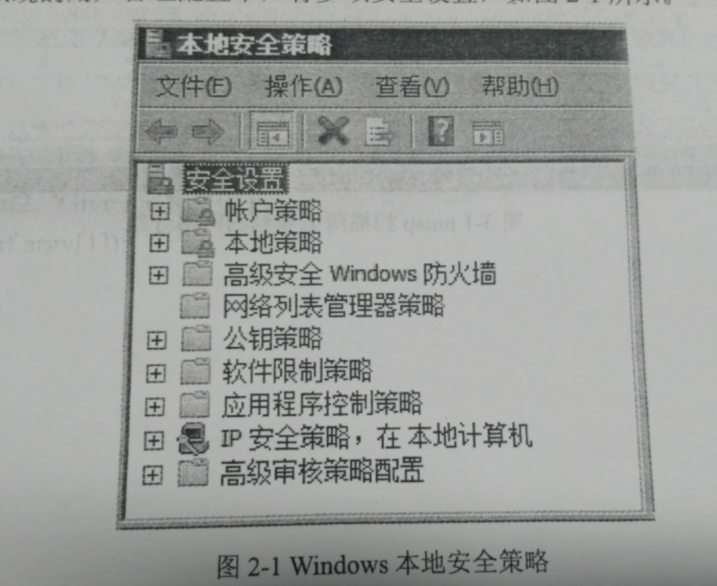 本地安全策略
文件(F) 操作(A) 查看(V) 帮助(H)
安全设置
帐户策略
本地策略
高级安全 Windows 防火墙
网络列表管理器策略
公钥策略
软件限制策略
应用程序控制策略
IP 安全策略，在 本地计算机
高级审核策略配置
图 2-1 Windows 本地安全策略